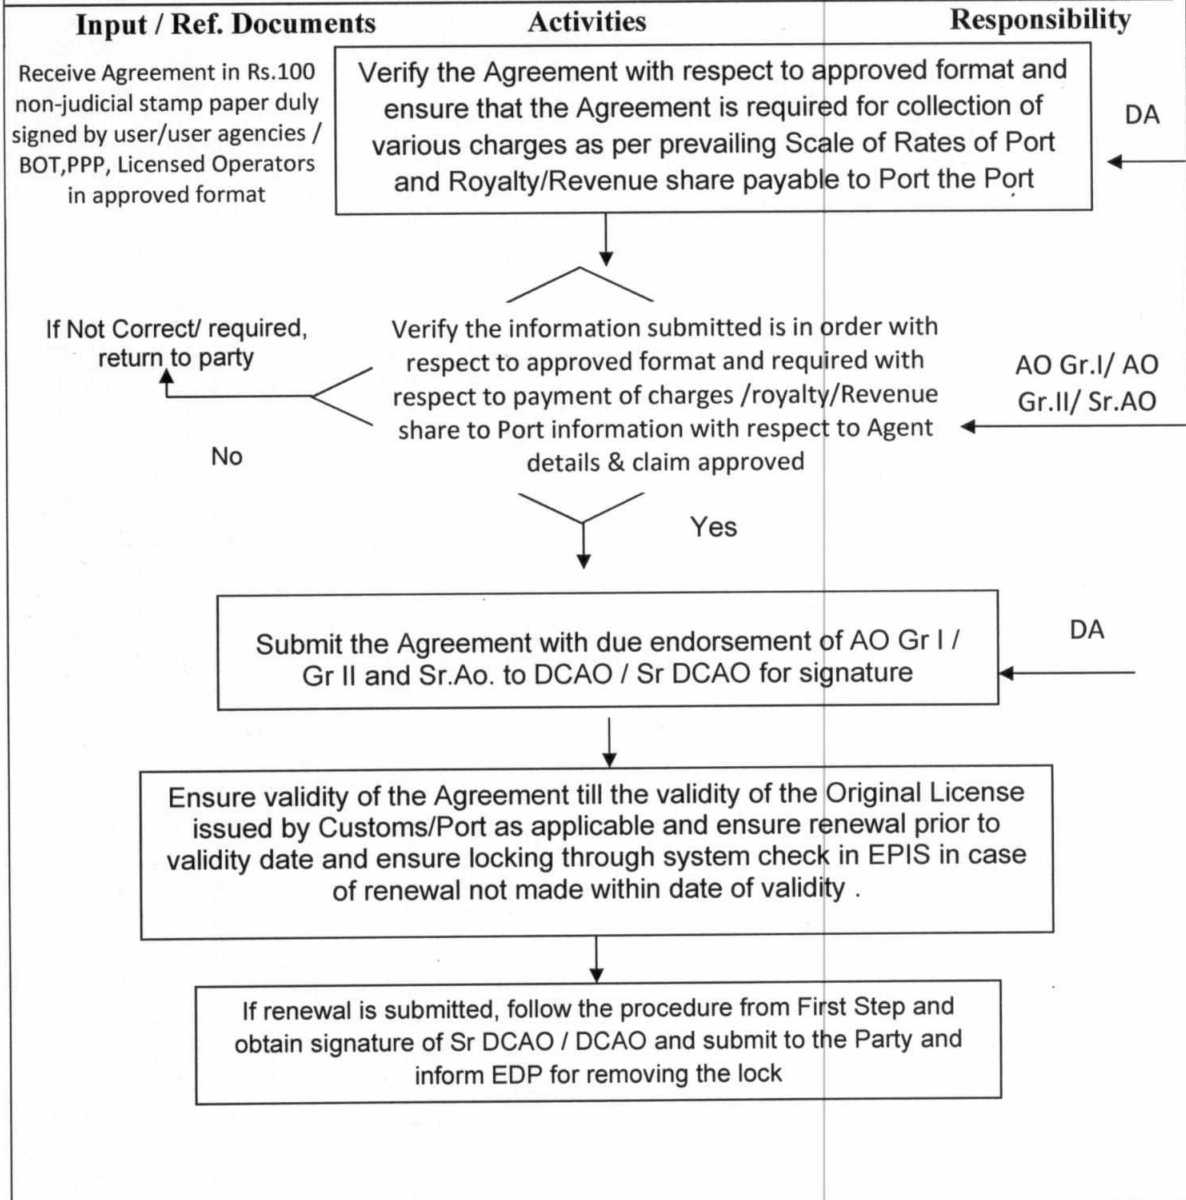 Input / Ref. Documents Activities Responsibility
Receive Agreement in Rs.100
non-judicial stamp paper duly
signed by user/user agencies /
BOT,PPP, Licensed Operators
in approved format
Verify the Agreement with respect to approved format and
ensure that the Agreement is required for collection of
various charges as per prevailing Scale of Rates of Port
and Royalty/Revenue share payable to Port the Port
DA
If Not Correct/ required,
return to party
No
Verify the information submitted is in order with
respect to approved format and required with
respect to payment of charges /royalty/Revenue
share to Port information with respect to Agent
details & claim approved
AO Gr.I/ AO
Gr.II/ Sr.AO
Yes
Submit the Agreement with due endorsement of AO Gr I /
Gr II and Sr.Ao. to DCAO / Sr DCAO for signature
DA
Ensure validity of the Agreement till the validity of the Original License
issued by Customs/Port as applicable and ensure renewal prior to
validity date and ensure locking through system check in EPIS in case
of renewal not made within date of validity .
If renewal is submitted, follow the procedure from First Step and
obtain signature of Sr DCAO / DCAO and submit to the Party and
inform EDP for removing the lock